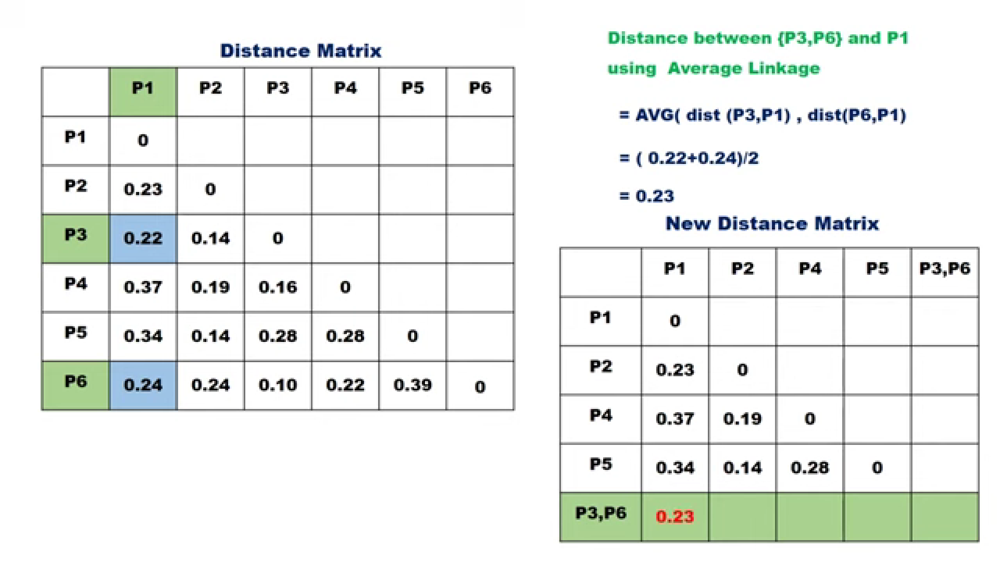 Distance Matrix
P1 P2 P3 P4 P5 P6
P1 0
P2 0.23 0
P3 0.22 0.14 0
P4 0.37 0.19 0.16 0
P5 0.34 0.14 0.28 0.28 0
P6 0.24 0.24 0.10 0.22 0.39 0
Distance between {P3,P6} and P1
using Average Linkage
= AVG( dist (P3,P1) , dist(P6,P1)
= ( 0.22+0.24)/2
= 0.23
New Distance Matrix
P1 P2 P4 P5 P3,P6
P1 0
P2 0.23 0
P4 0.37 0.19 0
P5 0.34 0.14 0.28 0
P3,P6 0.23